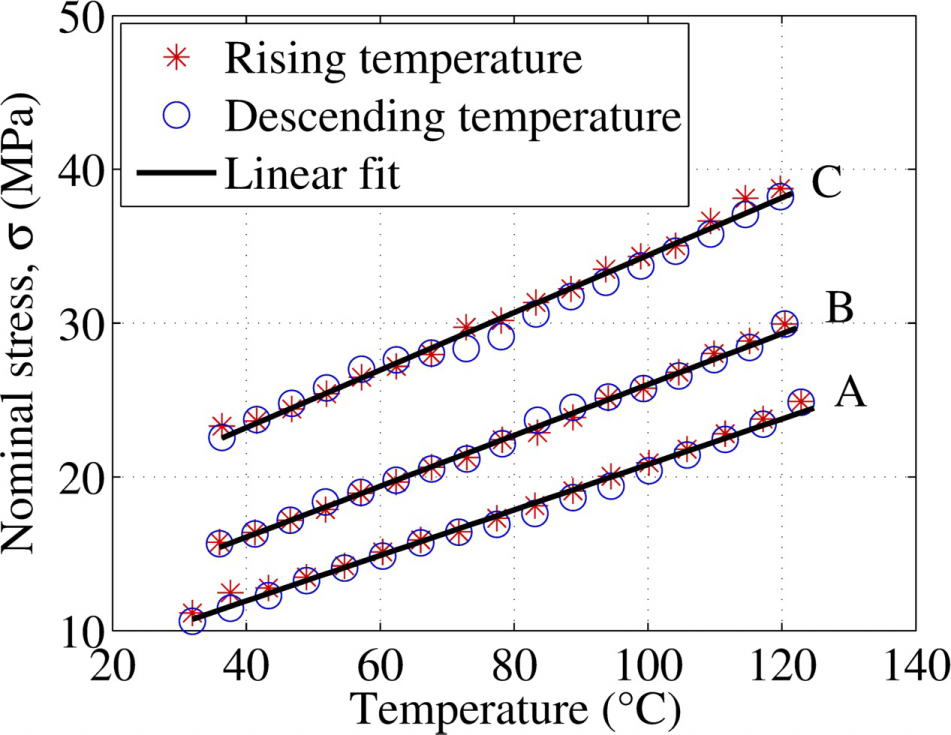 50
40
30
20
10
Nominal stress, σ (MPa)
Rising temperature
Descending temperature
Linear fit
C
B
A
20 40 60 80 100 120 140
Temperature (°C)